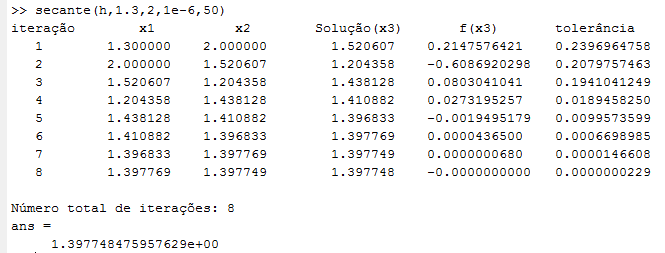 >> secante(h,1.3,2,1e-6,50)
iteração x1 x2 Solução(x3) f(x3) tolerância
1 1.300000 2.000000 1.520607 0.2147576421 0.2396964758
2 2.000000 1.520607 1.204358 -0.6086920298 0.2079757463
3 1.520607 1.204358 1.438128 0.0803041041 0.1941041249
4 1.204358 1.438128 1.410882 0.0273195257 0.0189458250
5 1.438128 1.410882 1.396833 -0.0019495179 0.0099573599
6 1.410882 1.396833 1.397769 0.0000436500 0.0006698985
7 1.396833 1.397769 1.397749 0.0000000680 0.0000146608
8 1.397769 1.397749 1.397748 -0.0000000000 0.0000000229
Número total de iterações: 8
ans =
1.397748475957629e+00